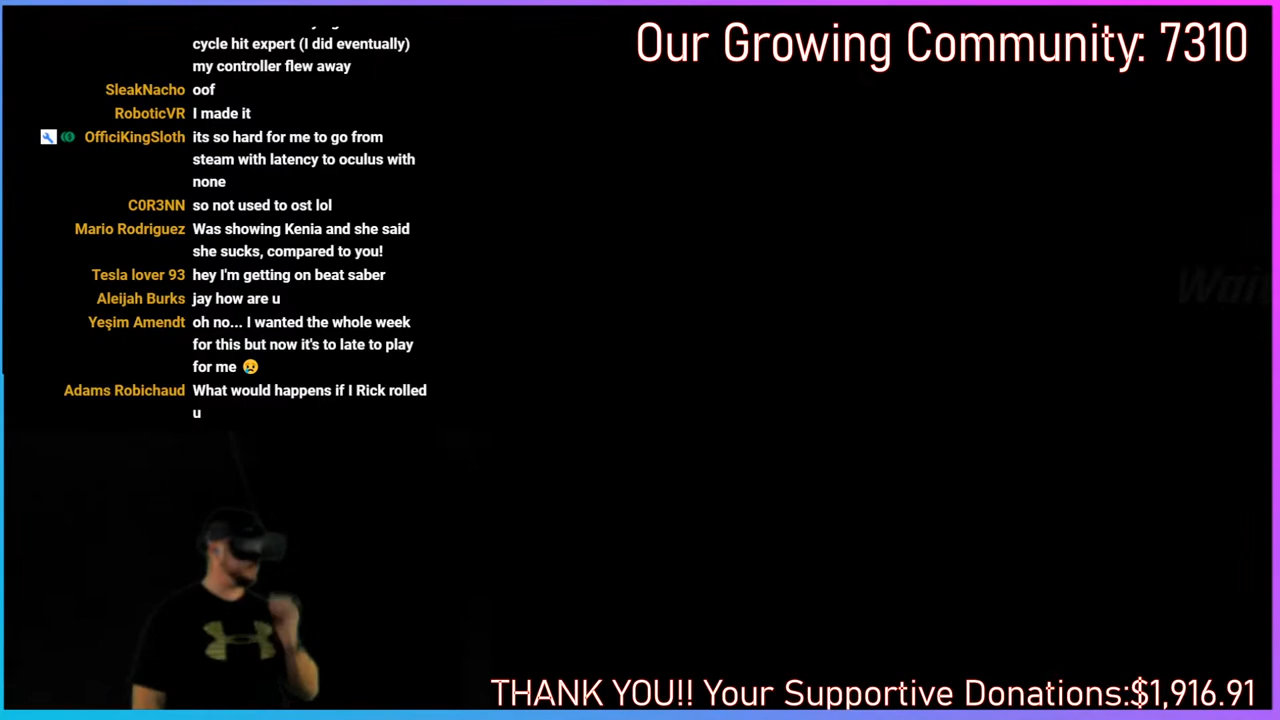 Our Growing Community: 7310
cycle hit expert (I did eventually)
my controller flew away
SleakNacho oof
RoboticVR I made it
OfficiKingSloth its so hard for me to go from
steam with latency to oculus with
none
C0R3NN so not used to ost lol
Mario Rodriguez Was showing Kenia and she said
she sucks, compared to you!
Tesla lover 93 hey I'm getting on beat saber
Aleijah Burks jay how are u
Yeşim Amendt oh no... I wanted the whole week
for this but now it's to late to play
for me 😢
Adams Robichaud What would happens if I Rick rolled
u
THANK YOU!! Your Supportive Donations:$1,916.91